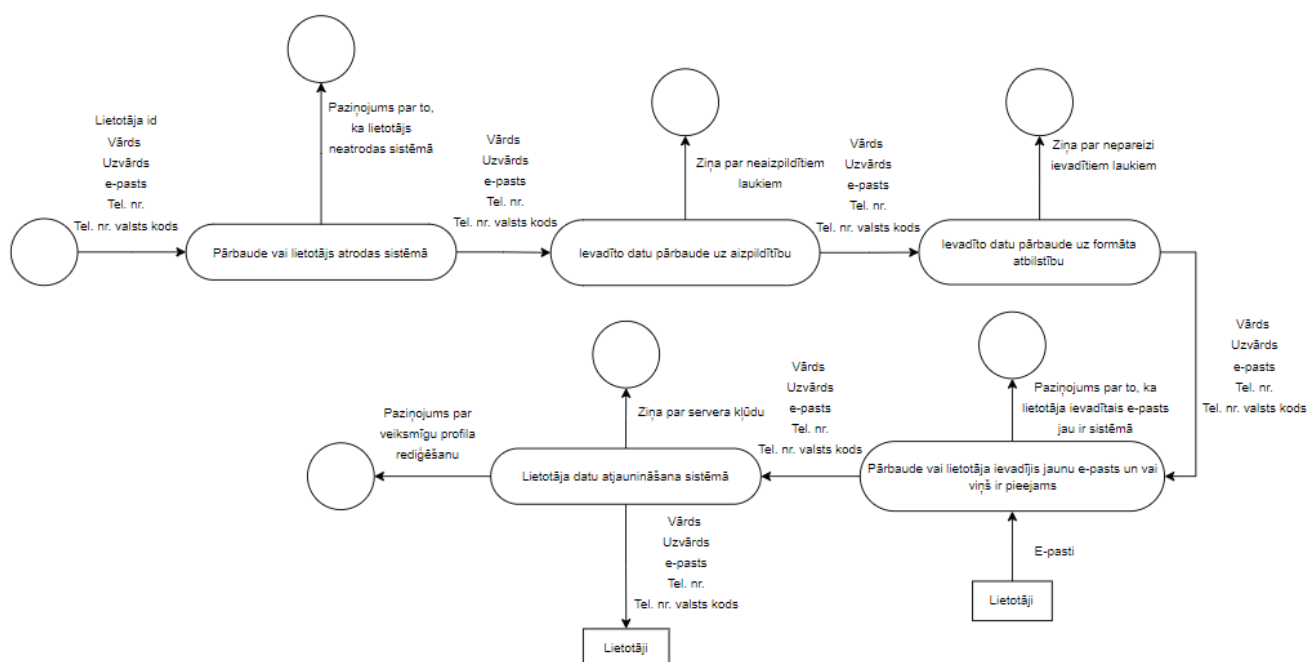 Lietotāja id
Vārds
Uzvārds
e-pasts
Tel. nr.
Tel. nr. valsts kods
Pārbaude vai lietotājs atrodas sistēmā
Paziņojums par to,
ka lietotājs
neatrodas sistēmā
Vārds
Uzvārds
e-pasts
Tel. nr.
Tel. nr. valsts kods
Ievadīto datu pārbaude uz aizpildītību
Ziņa par neaizpildītiem
laukiem
Vārds
Uzvārds
e-pasts
Tel. nr.
Tel. nr. valsts kods
Ievadīto datu pārbaude uz formāta
atbilstību
Ziņa par nepareizi
ievadītiem laukiem
Vārds
Uzvārds
e-pasts
Tel. nr.
Tel. nr. valsts kods
Pārbaude vai lietotāja ievadījis jaunu e-pasts un vai
viņš ir pieejams
Paziņojums par to, ka
lietotāja ievadītais e-pasts
jau ir sistēmā
E-pasti
Lietotāji
Vārds
Uzvārds
e-pasts
Tel. nr.
Tel. nr. valsts kods
Lietotāja datu atjaunināšana sistēmā
Ziņa par servera kļūdu
Paziņojums par
veiksmīgu profila
rediģēšanu
Vārds
Uzvārds
e-pasts
Tel. nr.
Tel. nr. valsts kods
Lietotāji